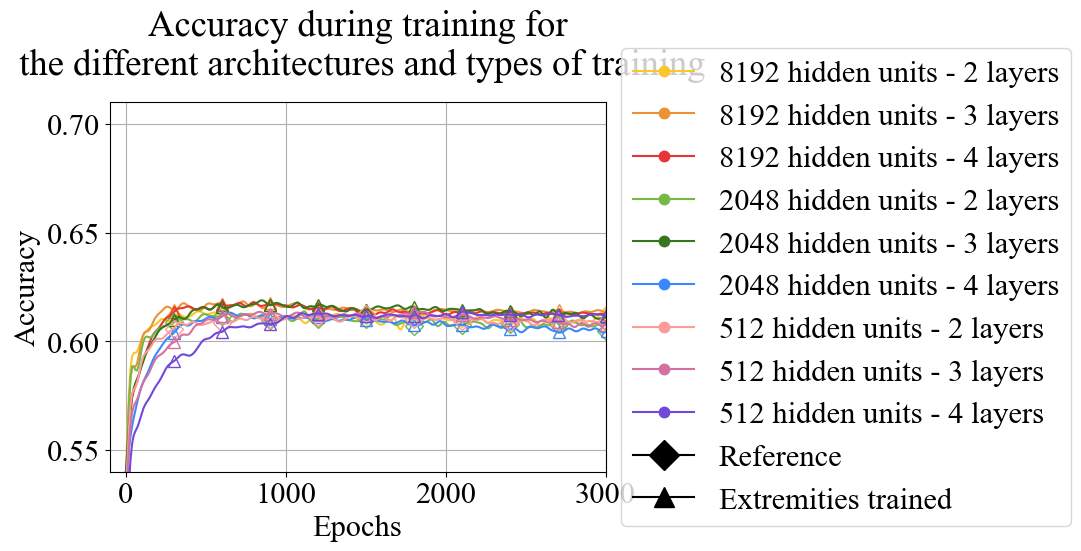 Accuracy during training for
the different architectures and types of training
0.70
0.65
0.60
0.55
Accuracy
0
1000
2000
3000
Epochs
8192 hidden units - 2 layers
8192 hidden units - 3 layers
8192 hidden units - 4 layers
2048 hidden units - 2 layers
2048 hidden units - 3 layers
2048 hidden units - 4 layers
512 hidden units - 2 layers
512 hidden units - 3 layers
512 hidden units - 4 layers
Reference
Extremities trained